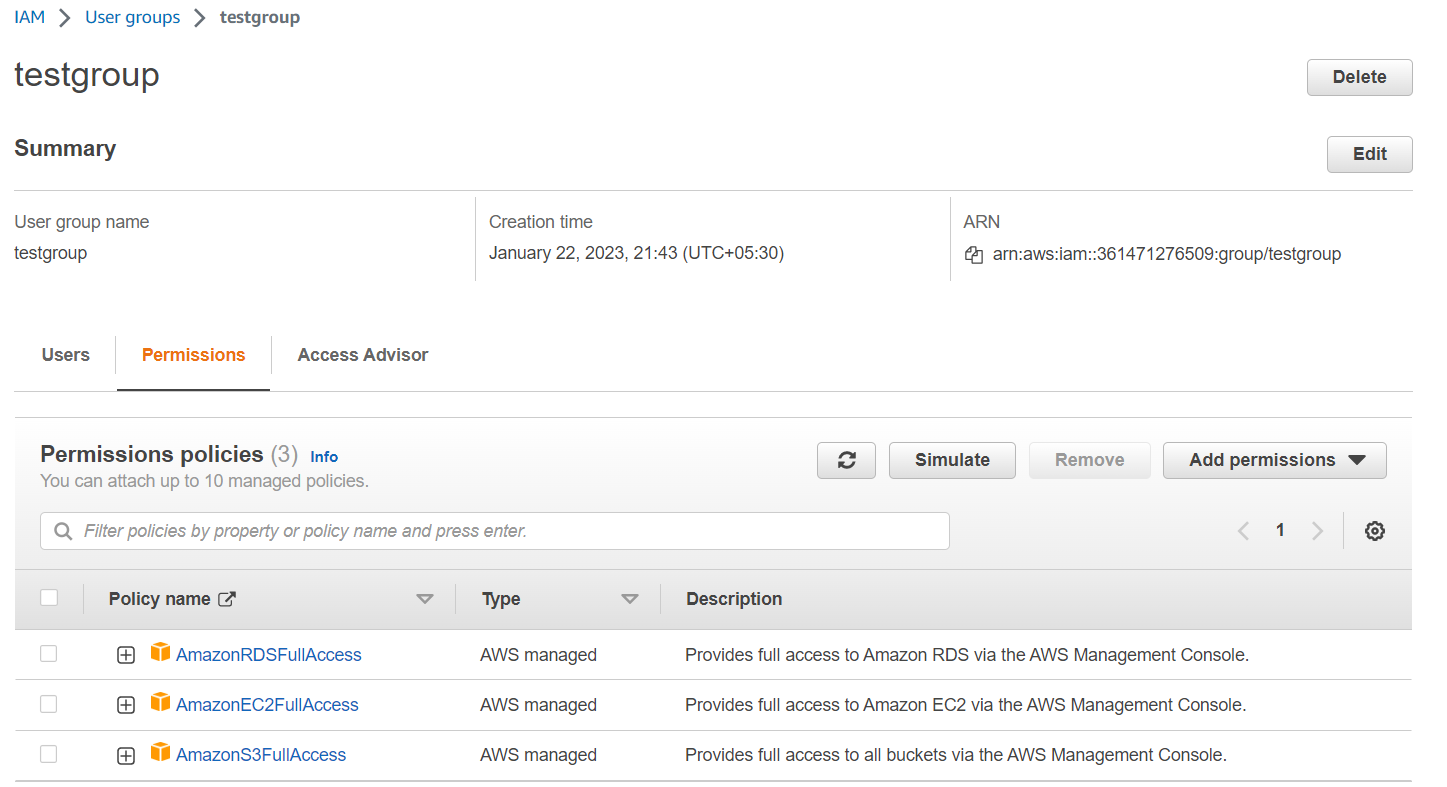 IAM > User groups > testgroup
testgroup
Delete
Summary
Edit
User group name
testgroup
Creation time
January 22, 2023, 21:43 (UTC+05:30)
ARN
arn:aws:iam::361471276509:group/testgroup
Users
Permissions
Access Advisor
Permissions policies (3) Info
You can attach up to 10 managed policies.
Simulate
Remove
Add permissions
Filter policies by property or policy name and press enter.
1
Policy name
Type
Description
AmazonRDSFullAccess AWS managed Provides full access to Amazon RDS via the AWS Management Console.
AmazonEC2FullAccess AWS managed Provides full access to Amazon EC2 via the AWS Management Console.
AmazonS3FullAccess AWS managed Provides full access to all buckets via the AWS Management Console.